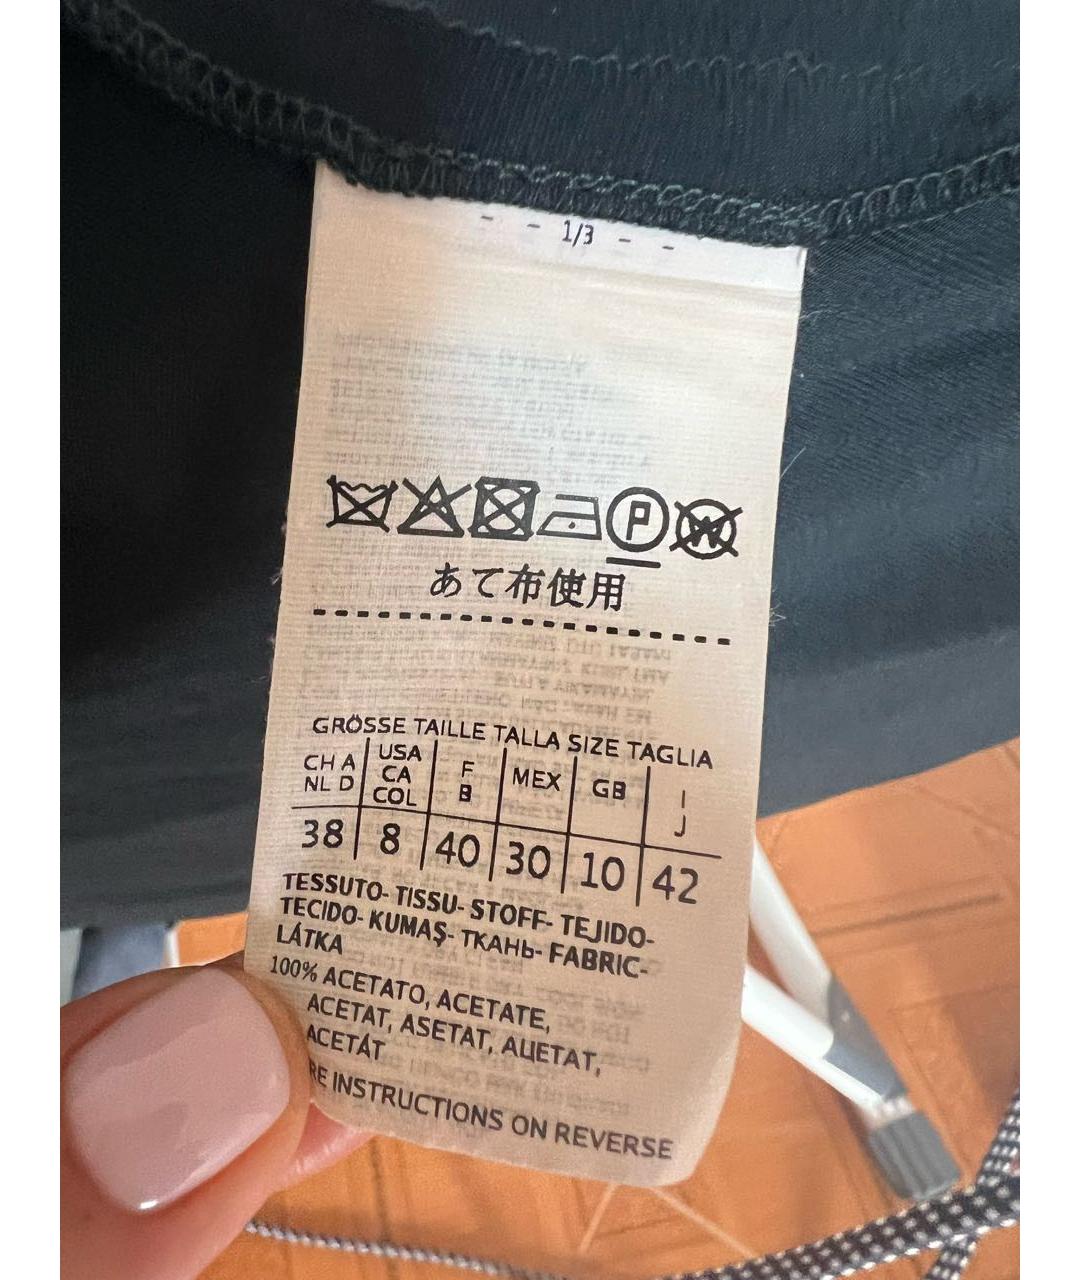 - - 1/3 - -
P W
あて布使用
GRÖSSE TAILLE TALLA SIZE TAGLIA
CH A NL D | USA CA COL | F B | MEX | GB | I J
38 | 8 | 40 | 30 | 10 | 42
TESSUTO- TISSU- STOFF- TEJIDO-
TECIDO- KUMAŞ- ТКАНЬ- FABRIC-
LÁTKA
100% ACETATO, ACETATE,
ACETAT, ASETAT, АЦЕТАТ,
ACETÁT
RE INSTRUCTIONS ON REVERSE